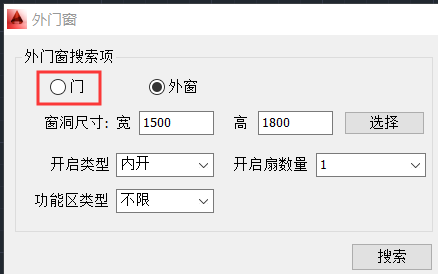 外门窗
外门窗搜索项
门 外窗
窗洞尺寸: 宽 1500 高 1800 选择
开启类型 内开 开启扇数量 1
功能区类型 不限
搜索